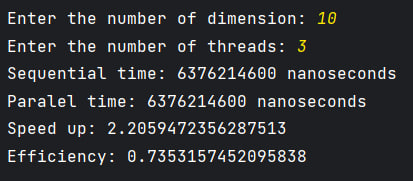 Enter the number of dimension: 10
Enter the number of threads: 3
Sequential time: 6376214600 nanoseconds
Paralel time: 6376214600 nanoseconds
Speed up: 2.2059472356287513
Efficiency: 0.7353157452095838